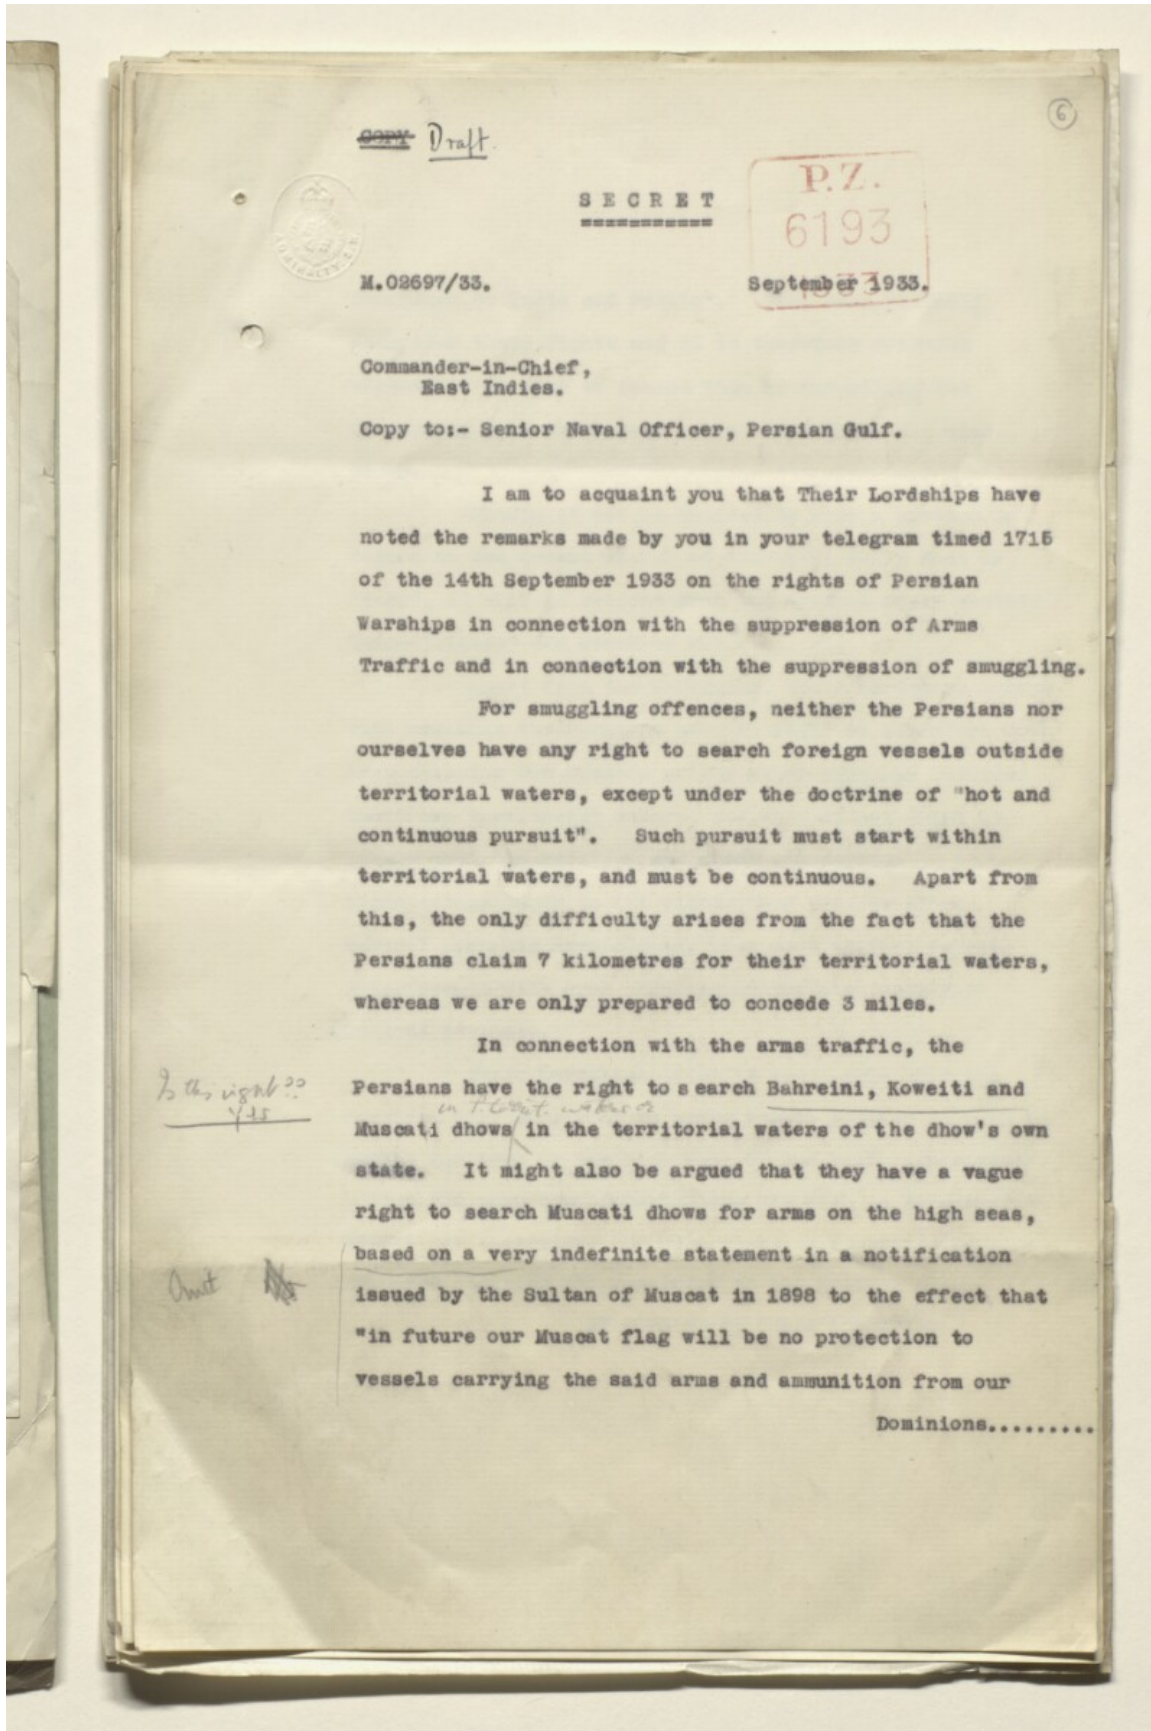 6
COPY Draft.
SECRET
P.Z.
6193
1933
M.02697/33. September 1933.
Commander-in-Chief,
East Indies.
Copy to:- Senior Naval Officer, Persian Gulf.
I am to acquaint you that Their Lordships have
noted the remarks made by you in your telegram timed 1715
of the 14th September 1933 on the rights of Persian
Warships in connection with the suppression of Arms
Traffic and in connection with the suppression of smuggling.
For smuggling offences, neither the Persians nor
ourselves have any right to search foreign vessels outside
territorial waters, except under the doctrine of "hot and
continuous pursuit". Such pursuit must start within
territorial waters, and must be continuous. Apart from
this, the only difficulty arises from the fact that the
Persians claim 7 kilometres for their territorial waters,
whereas we are only prepared to concede 3 miles.
In connection with the arms traffic, the
Is this right??
yes
Persians have the right to search Bahreini, Koweiti and
in P. territ. waters or
Muscati dhows in the territorial waters of the dhow's own
state. It might also be argued that they have a vague
right to search Muscati dhows for arms on the high seas,
based on a very indefinite statement in a notification
Omit
issued by the Sultan of Muscat in 1898 to the effect that
"in future our Muscat flag will be no protection to
vessels carrying the said arms and ammunition from our
Dominions.........